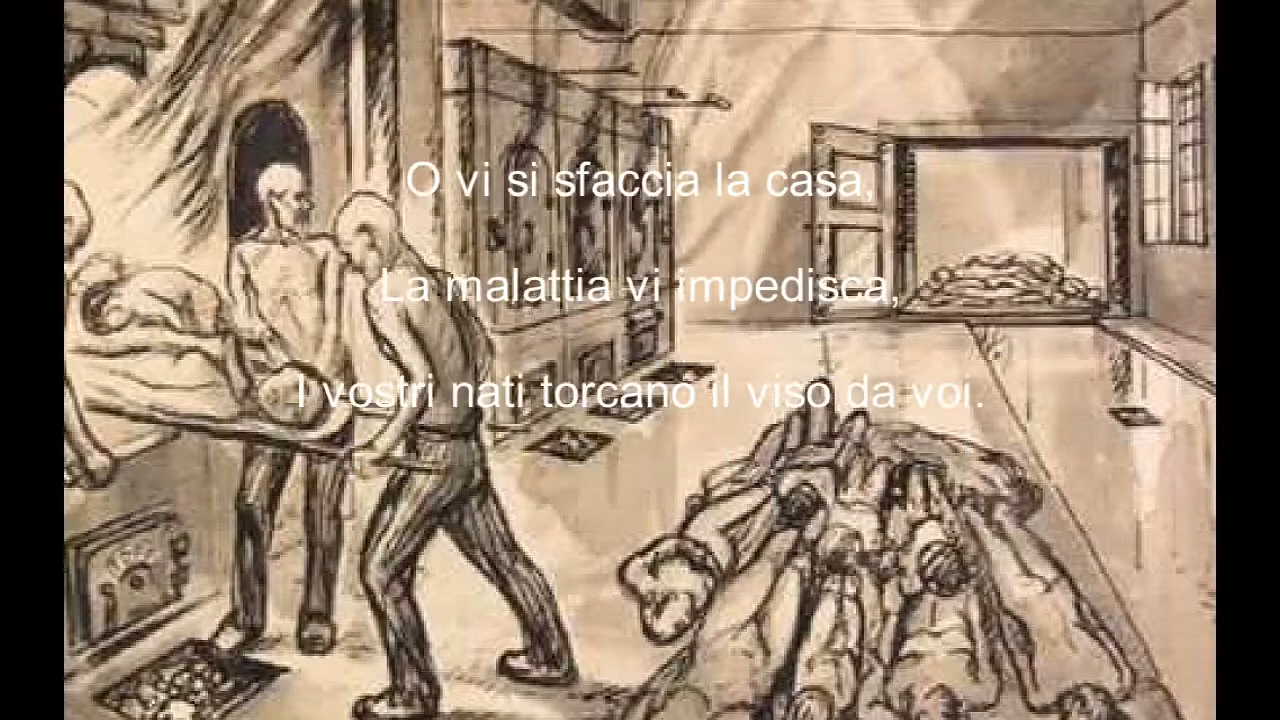 O vi si sfaccia la casa,
La malattia vi impedisca,
I vostri nati torcano il viso da voi.